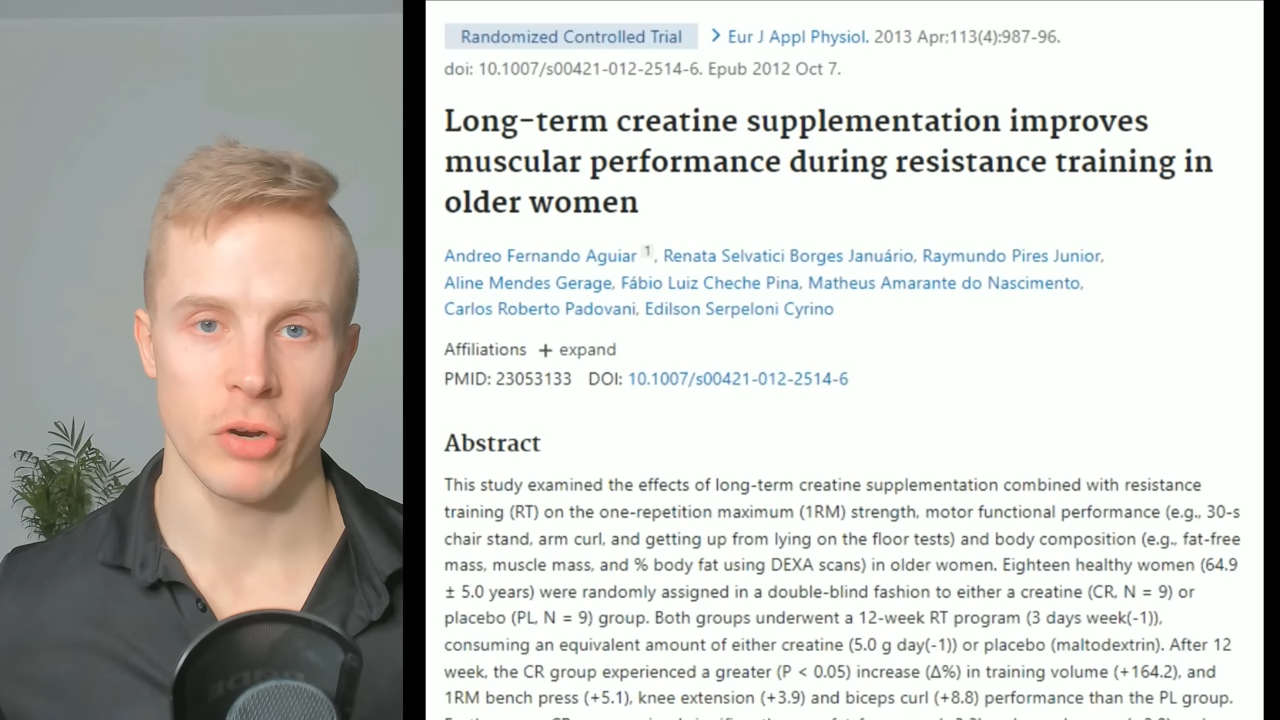 Randomized Controlled Trial > Eur J Appl Physiol. 2013 Apr;113(4):987-96.
doi: 10.1007/s00421-012-2514-6. Epub 2012 Oct 7.
Long-term creatine supplementation improves
muscular performance during resistance training in
older women
Andreo Fernando Aguiar 1, Renata Selvatici Borges Januário, Raymundo Pires Junior,
Aline Mendes Gerage, Fábio Luiz Cheche Pina, Matheus Amarante do Nascimento,
Carlos Roberto Padovani, Edilson Serpeloni Cyrino
Affiliations + expand
PMID: 23053133 DOI: 10.1007/s00421-012-2514-6
Abstract
This study examined the effects of long-term creatine supplementation combined with resistance
training (RT) on the one-repetition maximum (1RM) strength, motor functional performance (e.g., 30-s
chair stand, arm curl, and getting up from lying on the floor tests) and body composition (e.g., fat-free
mass, muscle mass, and % body fat using DEXA scans) in older women. Eighteen healthy women (64.9
± 5.0 years) were randomly assigned in a double-blind fashion to either a creatine (CR, N = 9) or
placebo (PL, N = 9) group. Both groups underwent a 12-week RT program (3 days week(-1)),
consuming an equivalent amount of either creatine (5.0 g day(-1)) or placebo (maltodextrin). After 12
week, the CR group experienced a greater (P < 0.05) increase (Δ%) in training volume (+164.2), and
1RM bench press (+5.1), knee extension (+3.9) and biceps curl (+8.8) performance than the PL group.